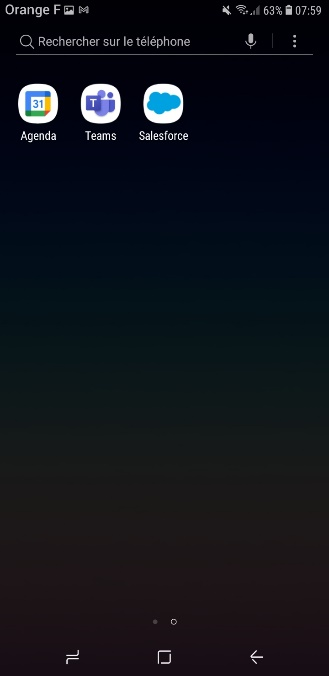 Orange F 63% 07:59
Rechercher sur le téléphone
31 T
Agenda Teams Salesforce